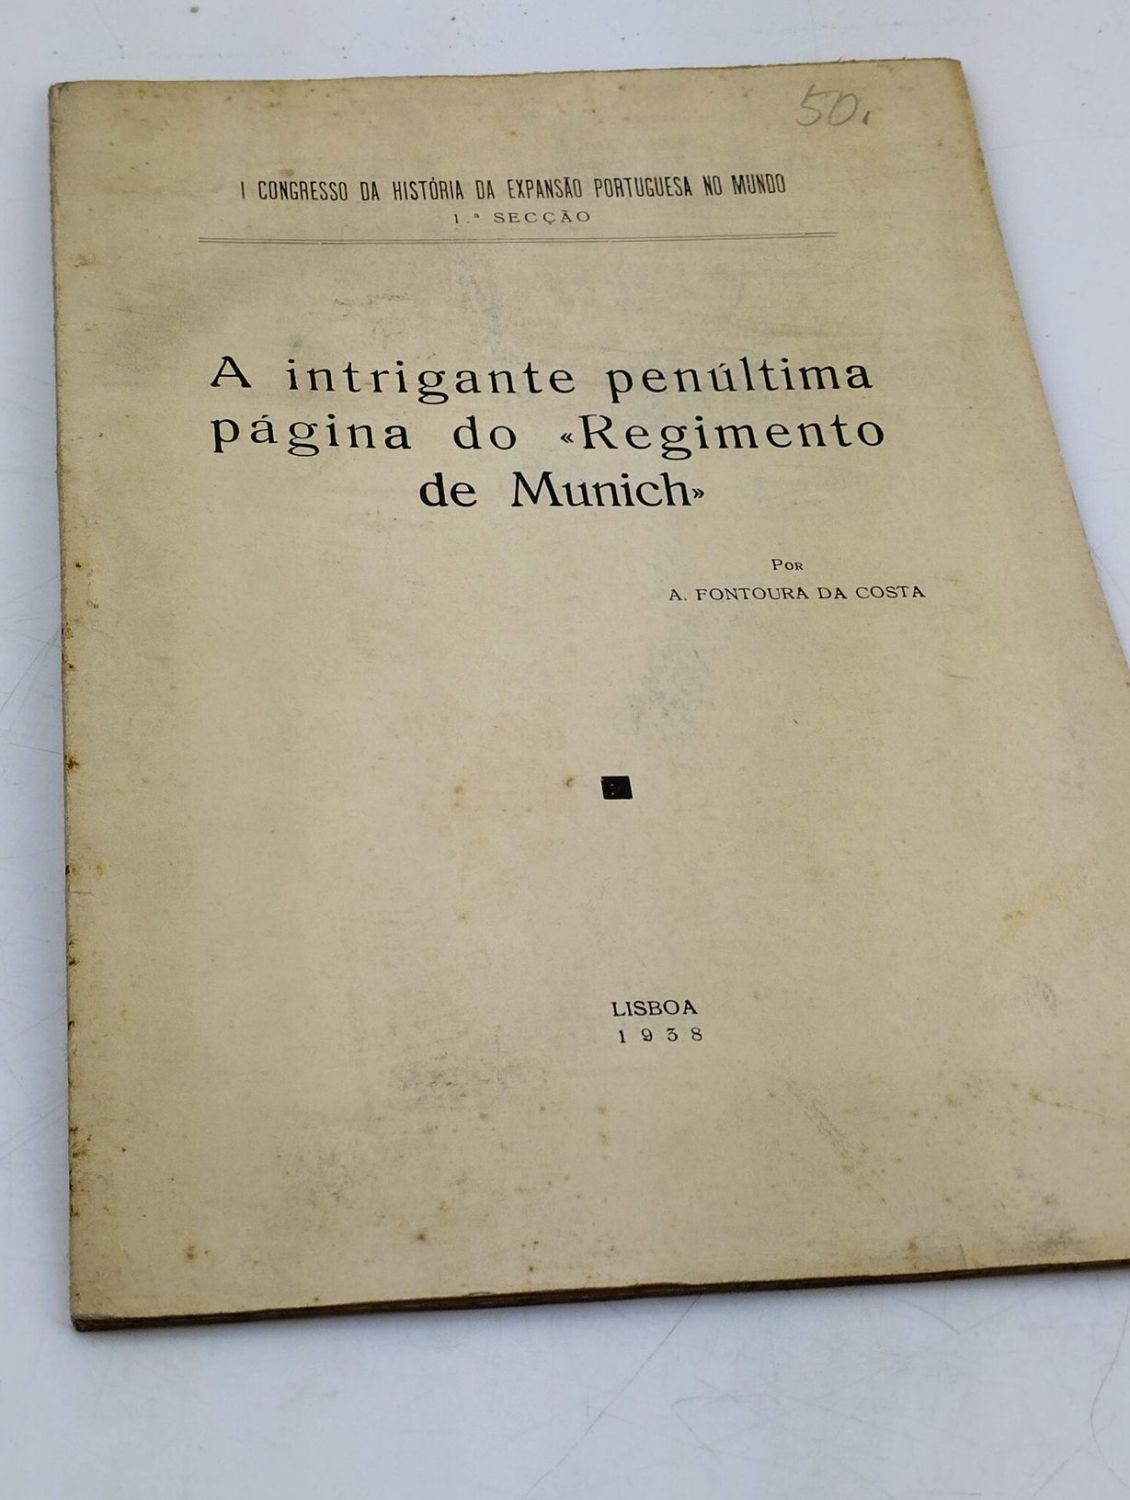 50.
I CONGRESSO DA HISTÓRIA DA EXPANSÃO PORTUGUESA NO MUNDO
1.ª SECÇÃO
A intrigante penúltima
página do «Regimento
de Munich»
POR
A. FONTOURA DA COSTA
LISBOA
1938